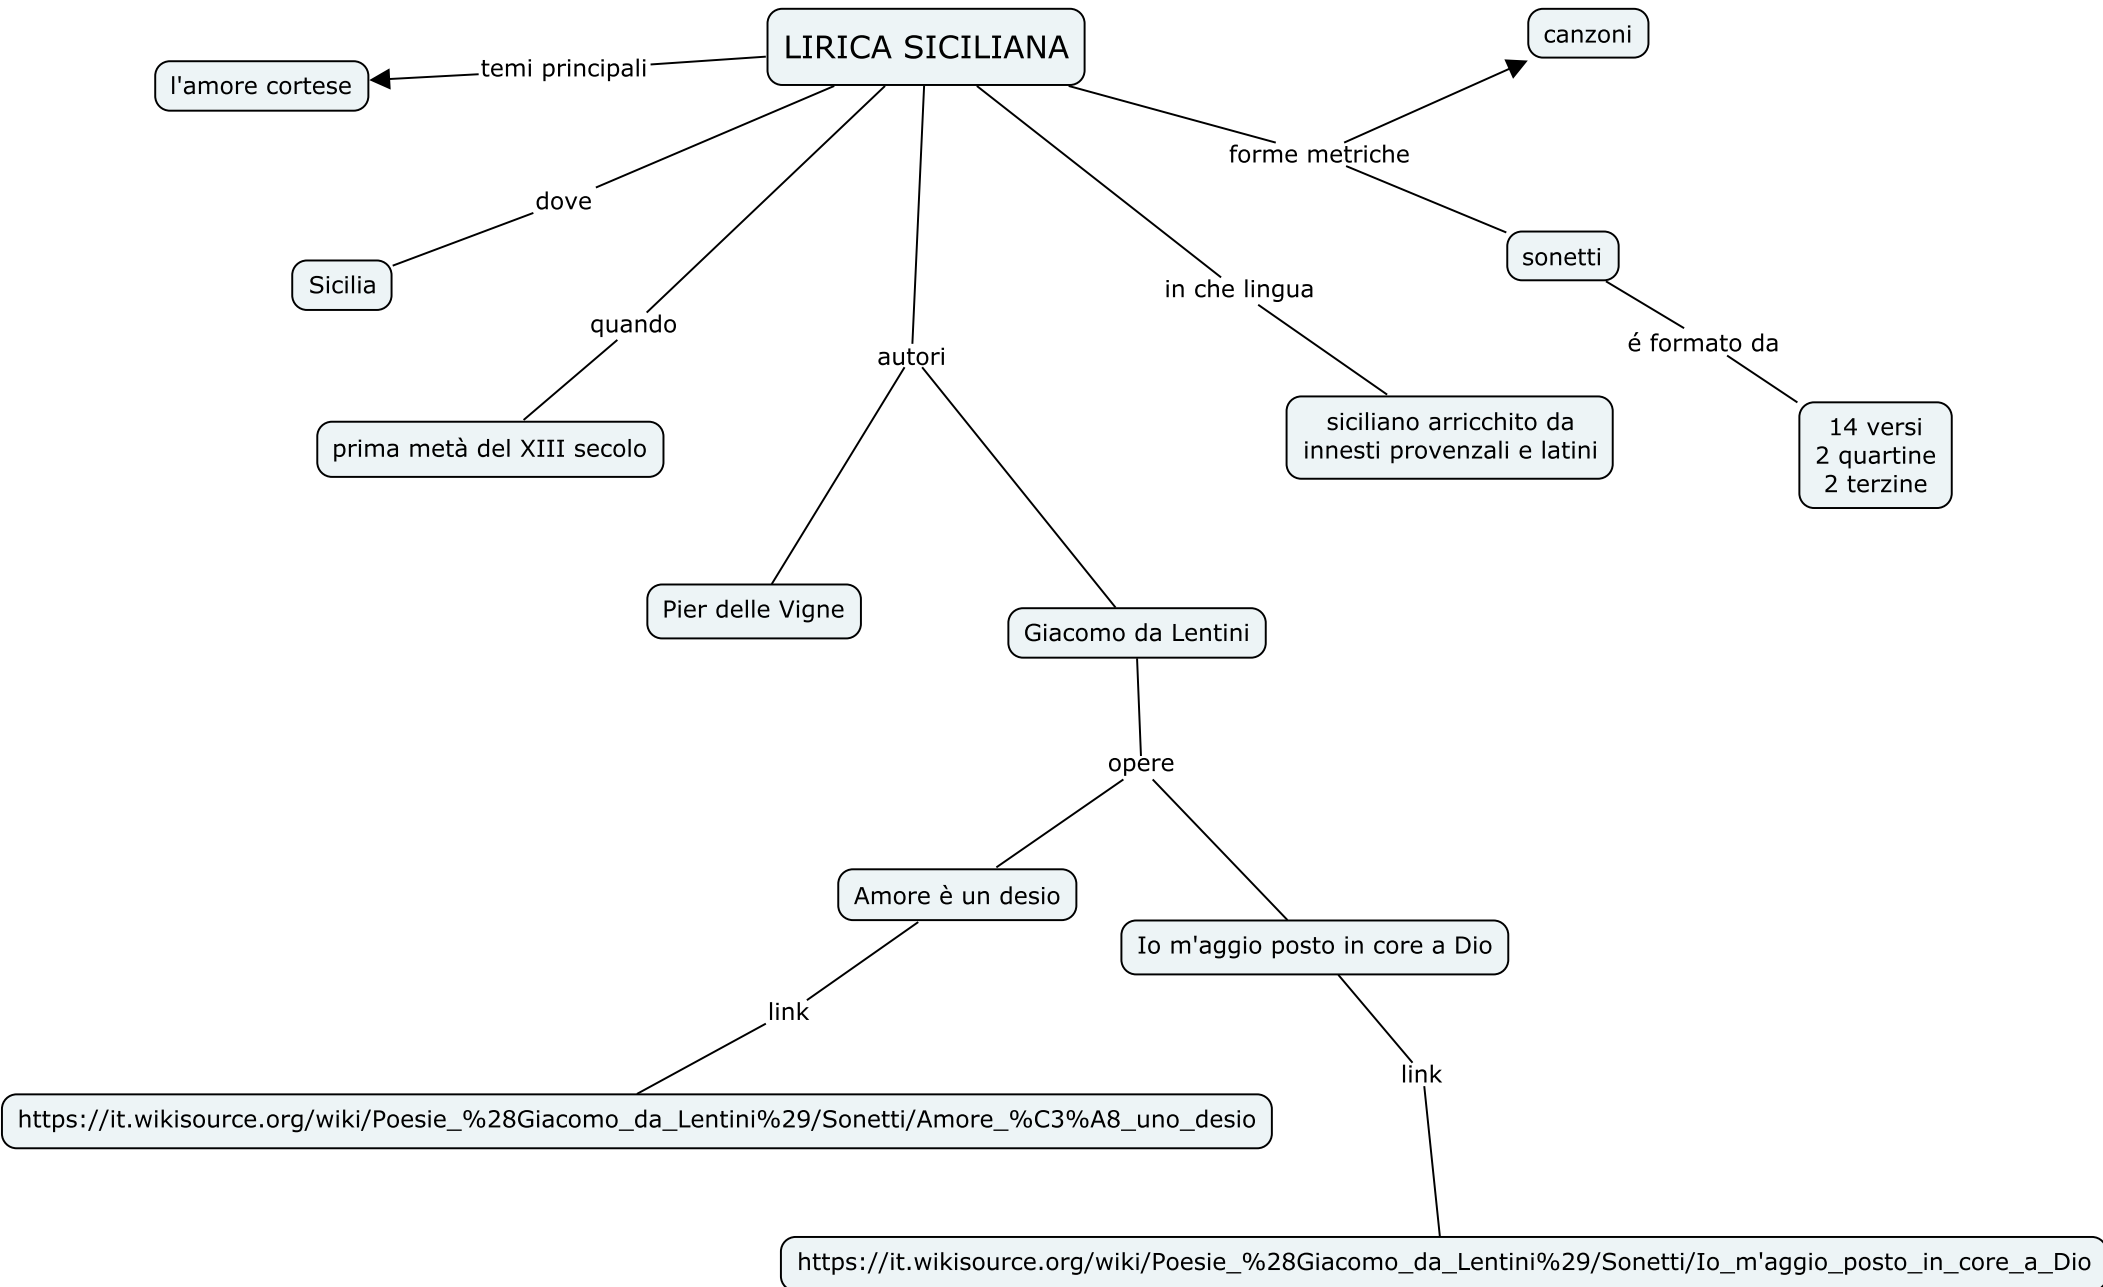 LIRICA SICILIANA
canzoni
temi principali
l'amore cortese
forme metriche
dove
sonetti
Sicilia
in che lingua
quando
é formato da
autori
siciliano arricchito da
innesti provenzali e latini
14 versi
2 quartine
2 terzine
prima metà del XIII secolo
Pier delle Vigne
Giacomo da Lentini
opere
Amore è un desio
Io m'aggio posto in core a Dio
link
link
https://it.wikisource.org/wiki/Poesie_%28Giacomo_da_Lentini%29/Sonetti/Amore_%C3%A8_uno_desio
https://it.wikisource.org/wiki/Poesie_%28Giacomo_da_Lentini%29/Sonetti/Io_m'aggio_posto_in_core_a_Dio